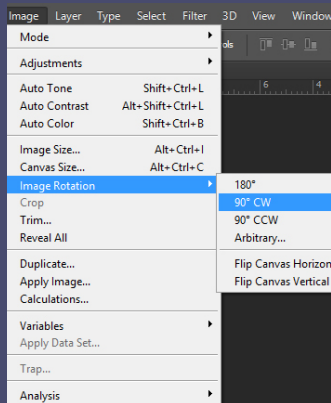 Image Layer Type Select Filter 3D View Window
Mode
Adjustments
Auto Tone Shift+Ctrl+L
Auto Contrast Alt+Shift+Ctrl+L
Auto Color Shift+Ctrl+B
Image Size... Alt+Ctrl+I
Canvas Size... Alt+Ctrl+C
Image Rotation
Crop
Trim...
Reveal All
Duplicate...
Apply Image...
Calculations...
Variables
Apply Data Set...
Trap...
Analysis
6 4
180°
90° CW
90° CCW
Arbitrary...
Flip Canvas Horizon
Flip Canvas Vertical